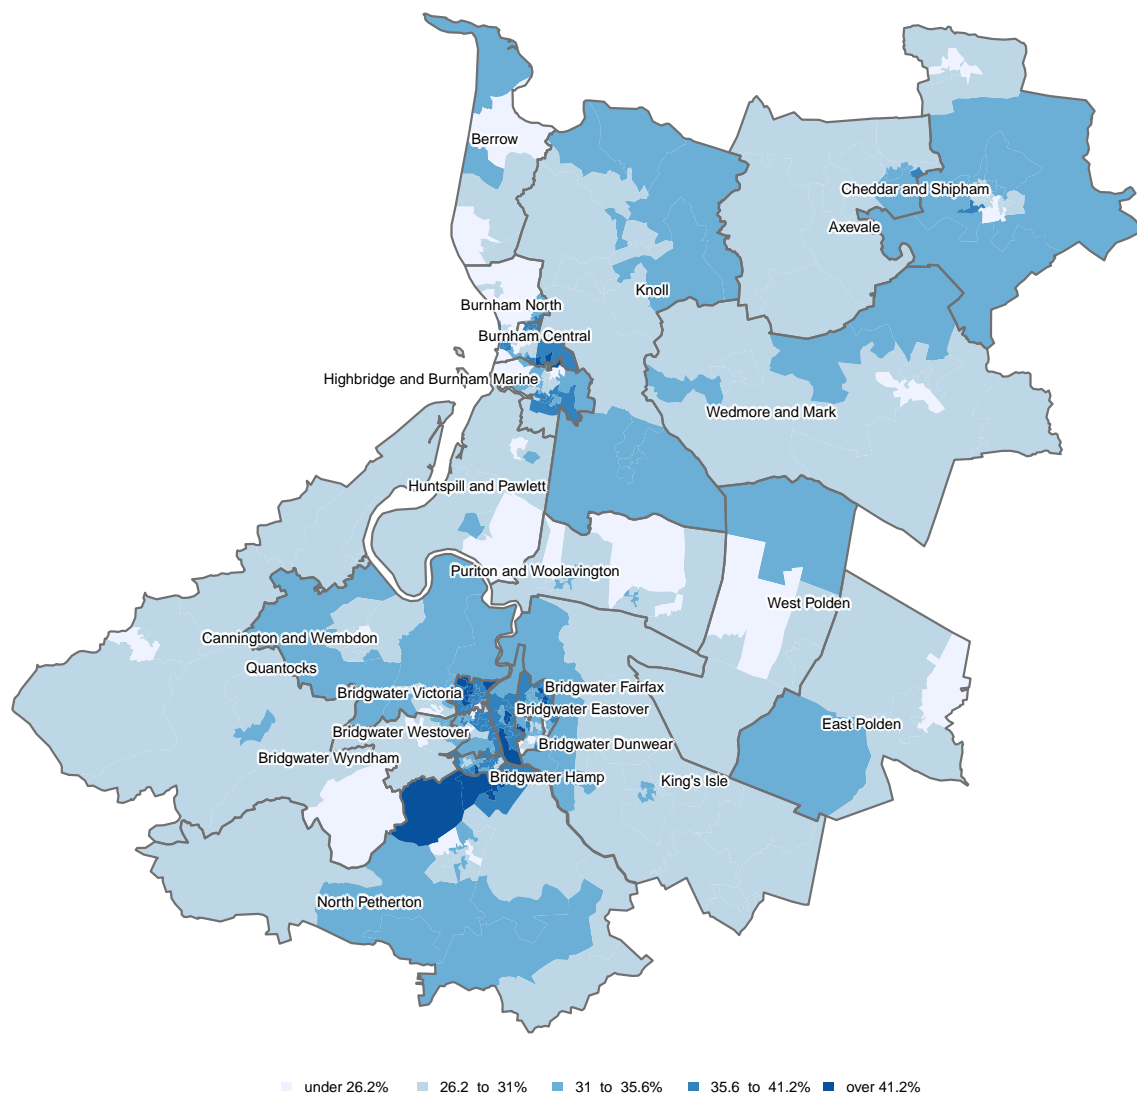 Berrow
Cheddar and Shipham
Axevale
Knoll
Burnham North
Burnham Central
Highbridge and Burnham Marine
Wedmore and Mark
Huntspill and Pawlett
Puriton and Woolavington
West Polden
Cannington and Wembdon
Quantocks
Bridgwater Victoria
Bridgwater Fairfax
Bridgwater Eastover
East Polden
Bridgwater Westover
Bridgwater Dunwear
Bridgwater Wyndham
Bridgwater Hamp
King's Isle
North Petherton
under 26.2%
26.2 to 31%
31 to 35.6%
35.6 to 41.2%
over 41.2%